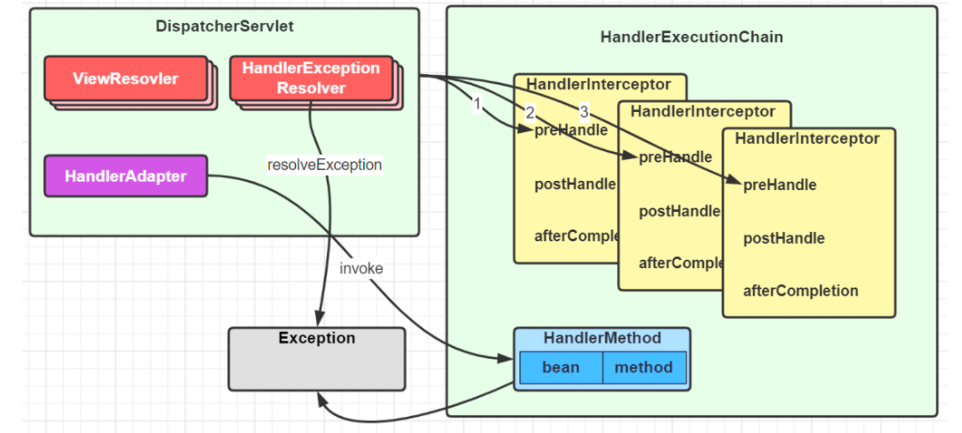 DispatcherServlet
ViewResovler
HandlerException
Resolver
resolveException
HandlerAdapter
invoke
Exception
HandlerExecutionChain
HandlerInterceptor
1
preHandle
postHandle
afterComple
HandlerInterceptor
2
preHandle
postHandle
afterComple
HandlerInterceptor
3
preHandle
postHandle
afterCompletion
HandlerMethod
bean
method